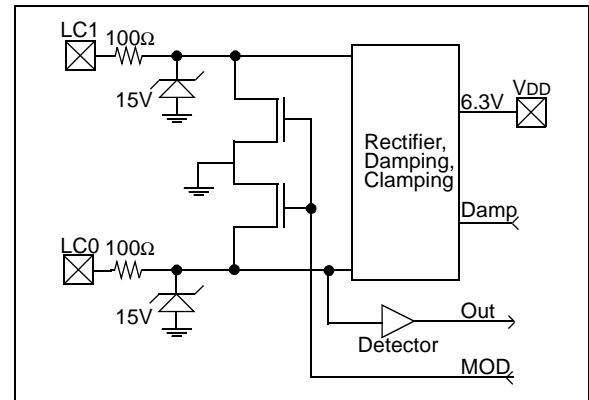 LC1
100Ω
15V
Rectifier,
Damping,
Clamping
6.3V
VDD
Damp
LC0
100Ω
15V
Out
Detector
MOD